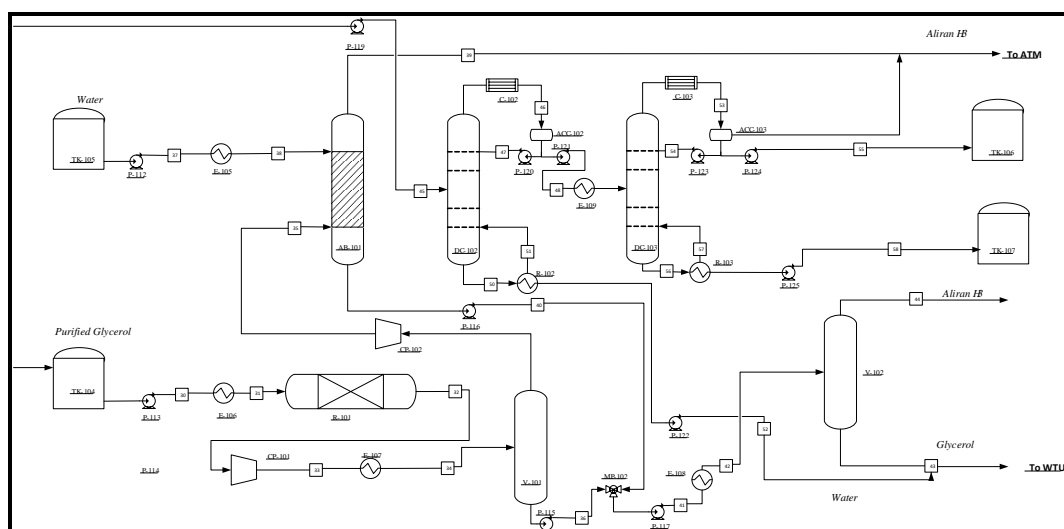 Aliran H
To ATM
P-119
39
C-102
C-103
46
53
Water
ACC-102
ACC-103
TK-105
P-112
37
E-105
38
47
P-121
P-120
54
P-123
P-124
55
TK-106
45
48
E-109
35
AB-101
DC-102
51
DC-103
57
50
R-102
56
R-103
P-125
58
TK-107
P-116
40
44
Aliran H
Purified Glycerol
CP-102
TK-104
P-113
30
E-106
31
R-101
32
V-102
P-122
52
Glycerol
P-114
CP-101
33
E-107
34
V-101
MP-102
E-108
42
43
To WTU
P-115
36
P-117
41
Water